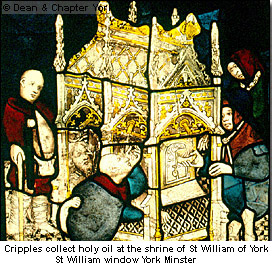 © Dean & Chapter Yor
Cripples collect holy oil at the shrine of St William of York
St William window York Minster